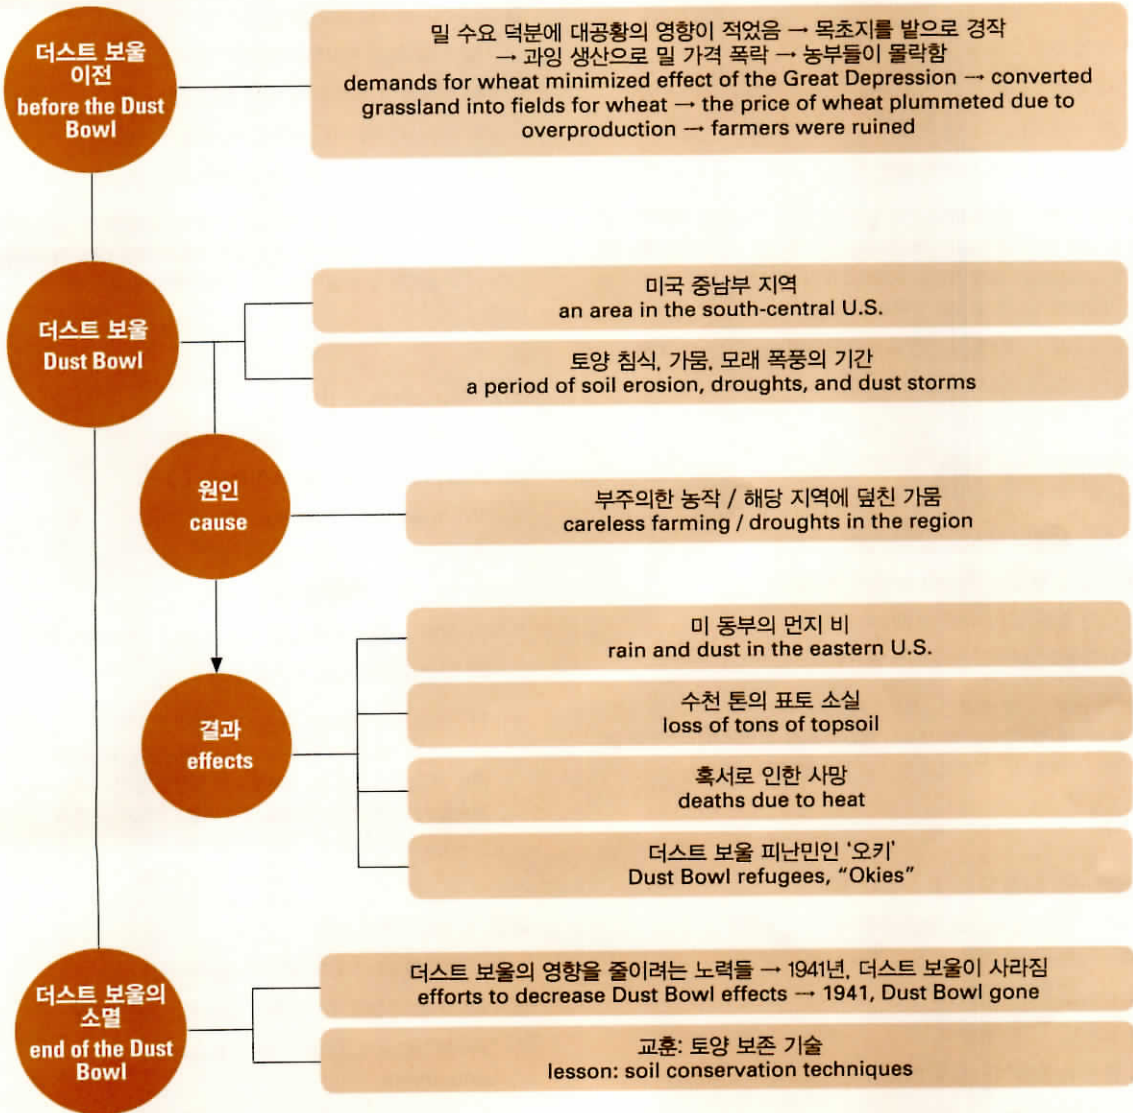 더스트 보울
이전
before the Dust
Bowl
밀 수요 덕분에 대공황의 영향이 적었음 → 목초지를 밭으로 경작
→ 과잉 생산으로 밀 가격 폭락 → 농부들이 몰락함
demands for wheat minimized effect of the Great Depression → converted
grassland into fields for wheat → the price of wheat plummeted due to
overproduction → farmers were ruined
더스트 보울
Dust Bowl
미국 중남부 지역
an area in the south-central U.S.
토양 침식, 가뭄, 모래 폭풍의 기간
a period of soil erosion, droughts, and dust storms
원인
cause
부주의한 농작 / 해당 지역에 덮친 가뭄
careless farming / droughts in the region
결과
effects
미 동부의 먼지 비
rain and dust in the eastern U.S.
수천 톤의 표토 소실
loss of tons of topsoil
혹서로 인한 사망
deaths due to heat
더스트 보울 피난민인 '오키'
Dust Bowl refugees, "Okies"
더스트 보울의
소멸
end of the Dust
Bowl
더스트 보울의 영향을 줄이려는 노력들 → 1941년, 더스트 보울이 사라짐
efforts to decrease Dust Bowl effects → 1941, Dust Bowl gone
교훈: 토양 보존 기술
lesson: soil conservation techniques